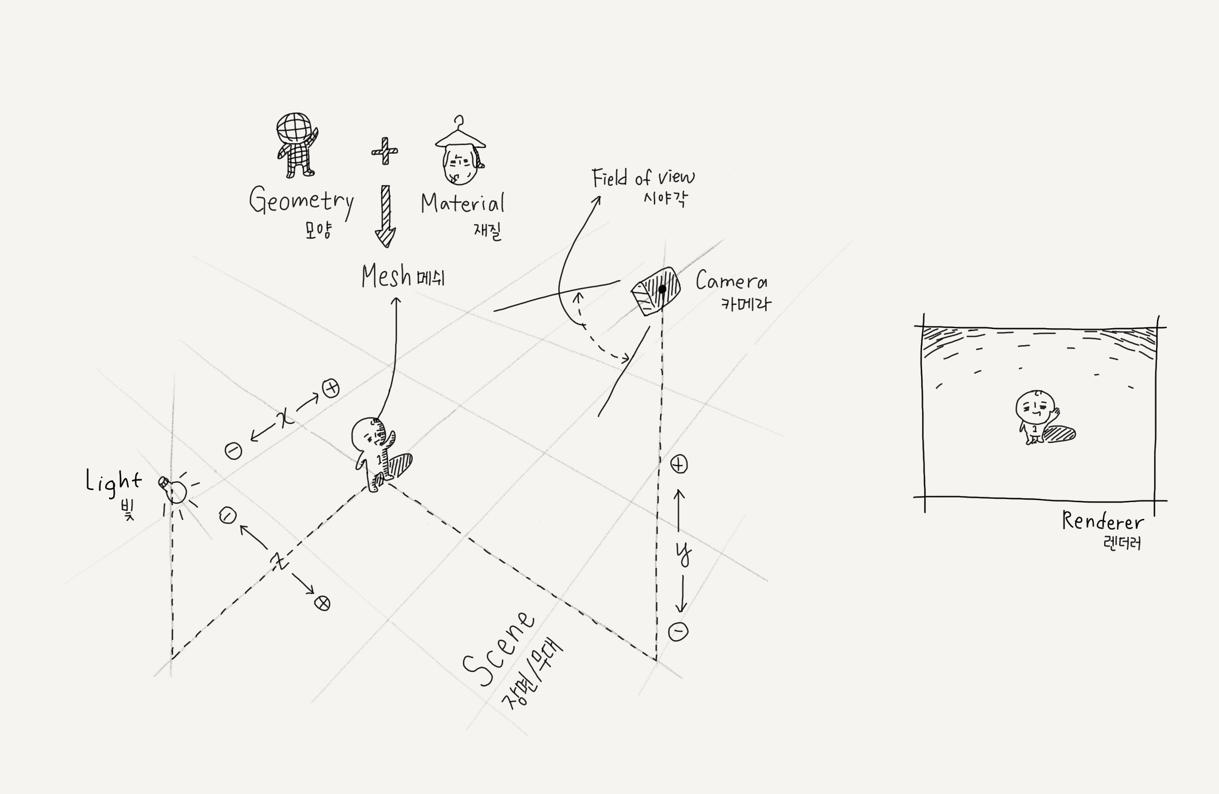 Geometry
모양
+
Material
재질
Mesh 메쉬
Field of view
시야각
Camera
카메라
+
x
-
Light
빛
-
z
+
+
y
-
Scene
장면/무대
Renderer
렌더러